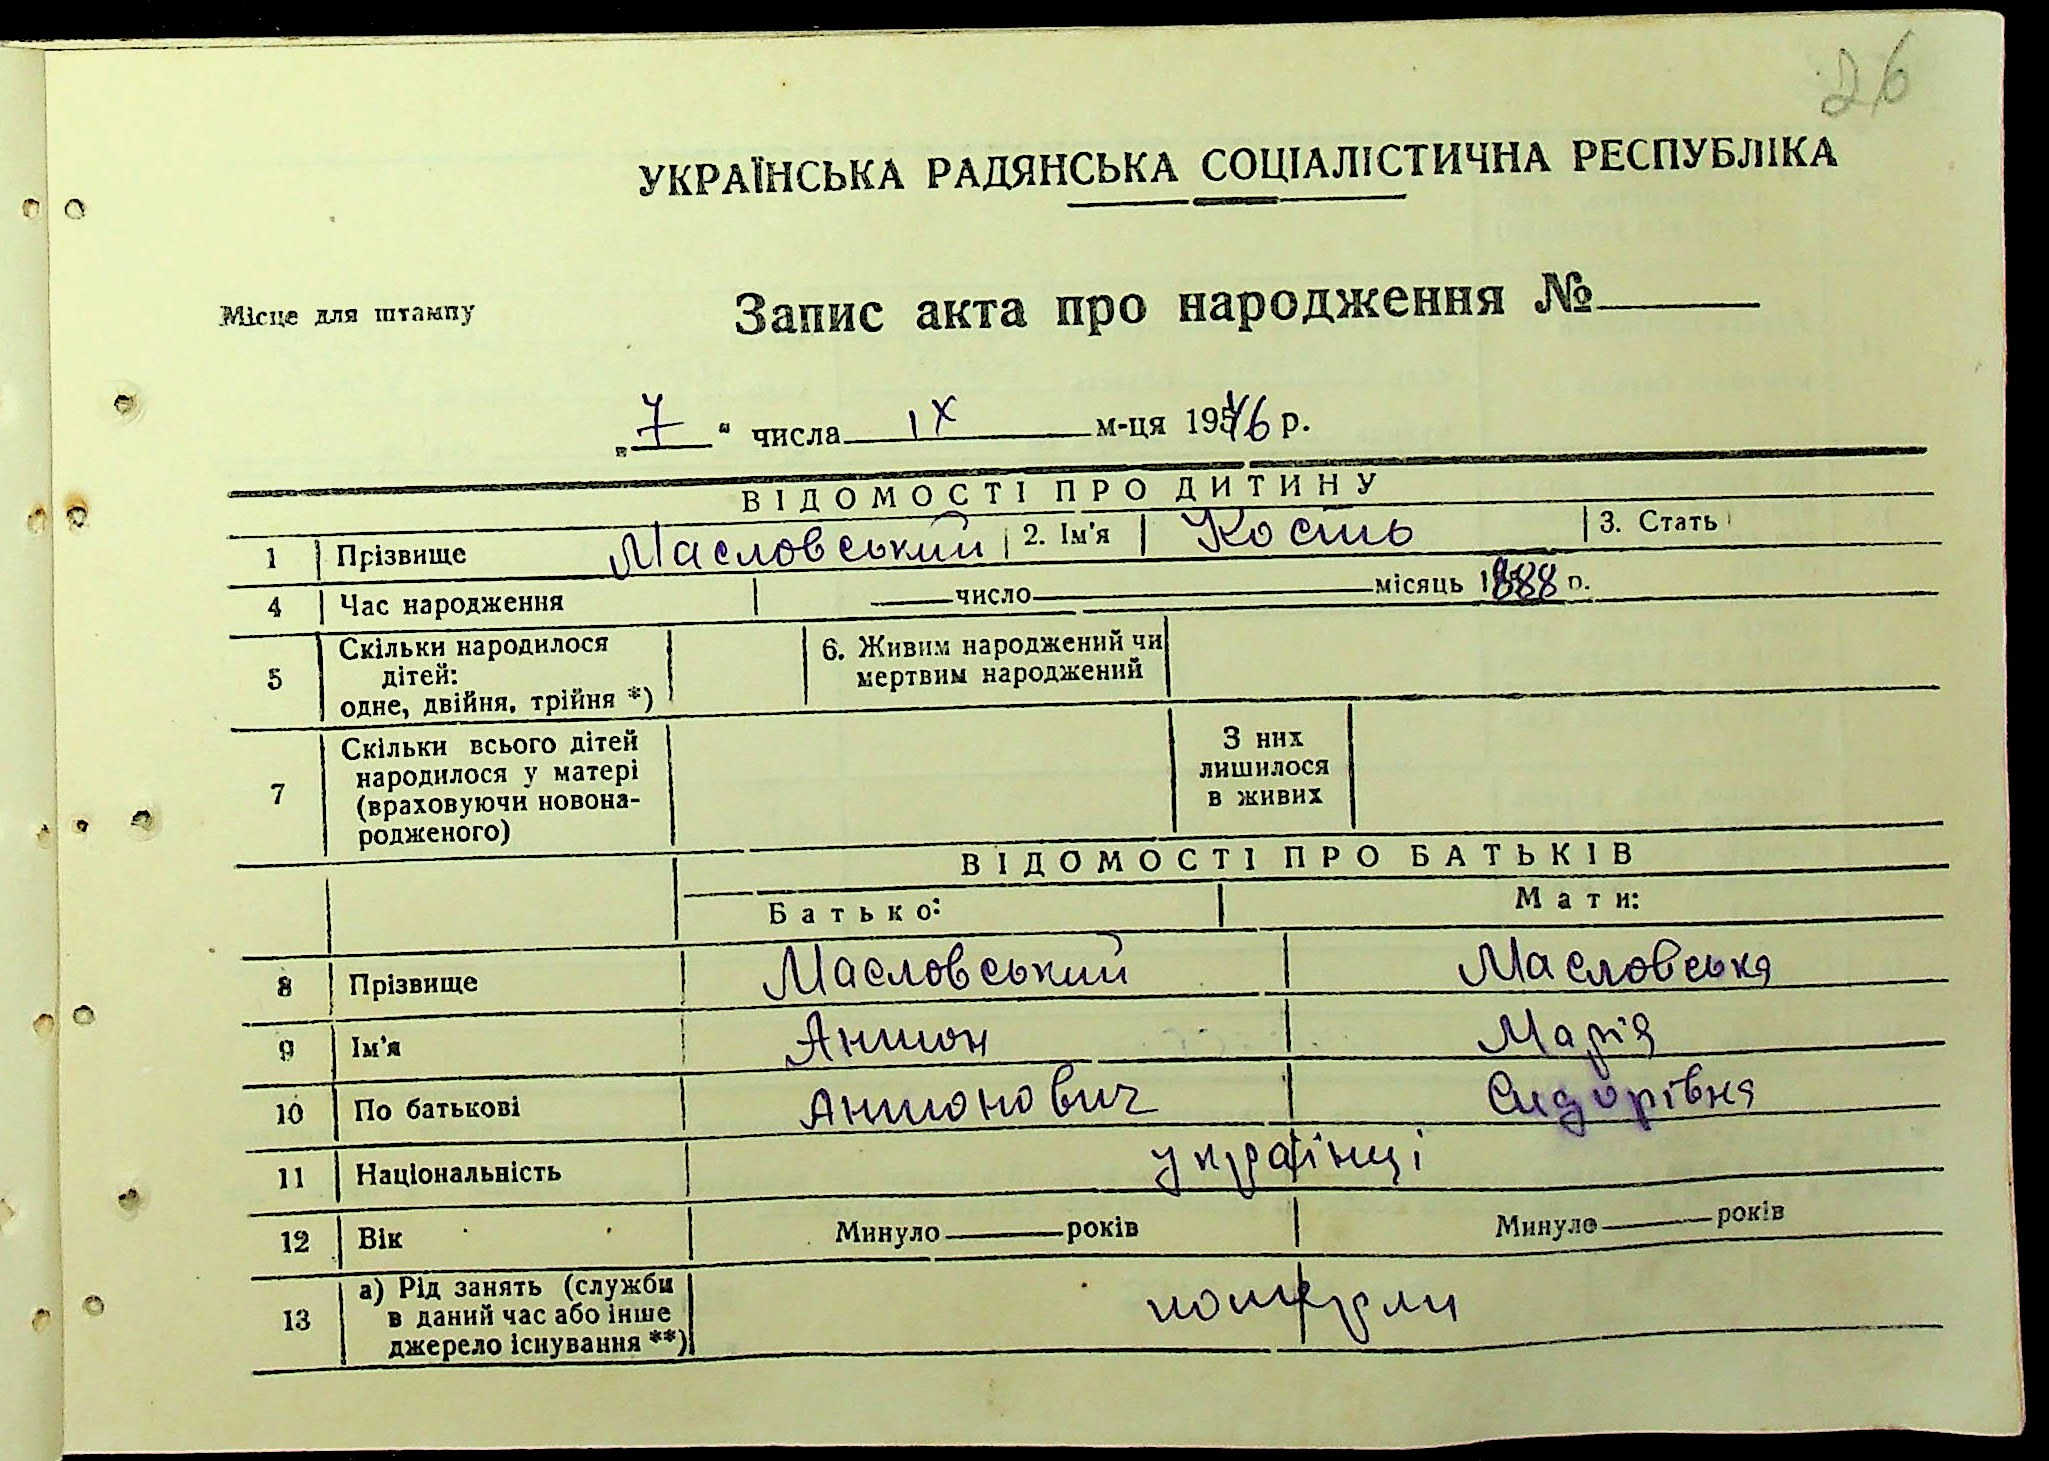 26
УКРАЇНСЬКА РАДЯНСЬКА СОЦІАЛІСТИЧНА РЕСПУБЛІКА
Місце для штампу
Запис акта про народження №
„7“ числа ІХ м-ця 1946 р.
ВІДОМОСТІ ПРО ДИТИНУ
1 Прізвище Масловський 2. Ім'я Кость 3. Стать
4 Час народження число місяць 1888 р.
5 Скільки народилося дітей: одне, двійня, трійня *) 6. Живим народжений чи мертвим народжений
7 Скільки всього дітей народилося у матері (враховуючи новона-родженого) З них лишилося в живих
ВІДОМОСТІ ПРО БАТЬКІВ
Батько: Мати:
8 Прізвище Масловський Масловська
9 Ім'я Антон Марія
10 По батькові Антонович Сидорівна
11 Національність українці
12 Вік Минуло років Минуло років
13 а) Рід занять (служби в даний час або інше джерело існування **) померли